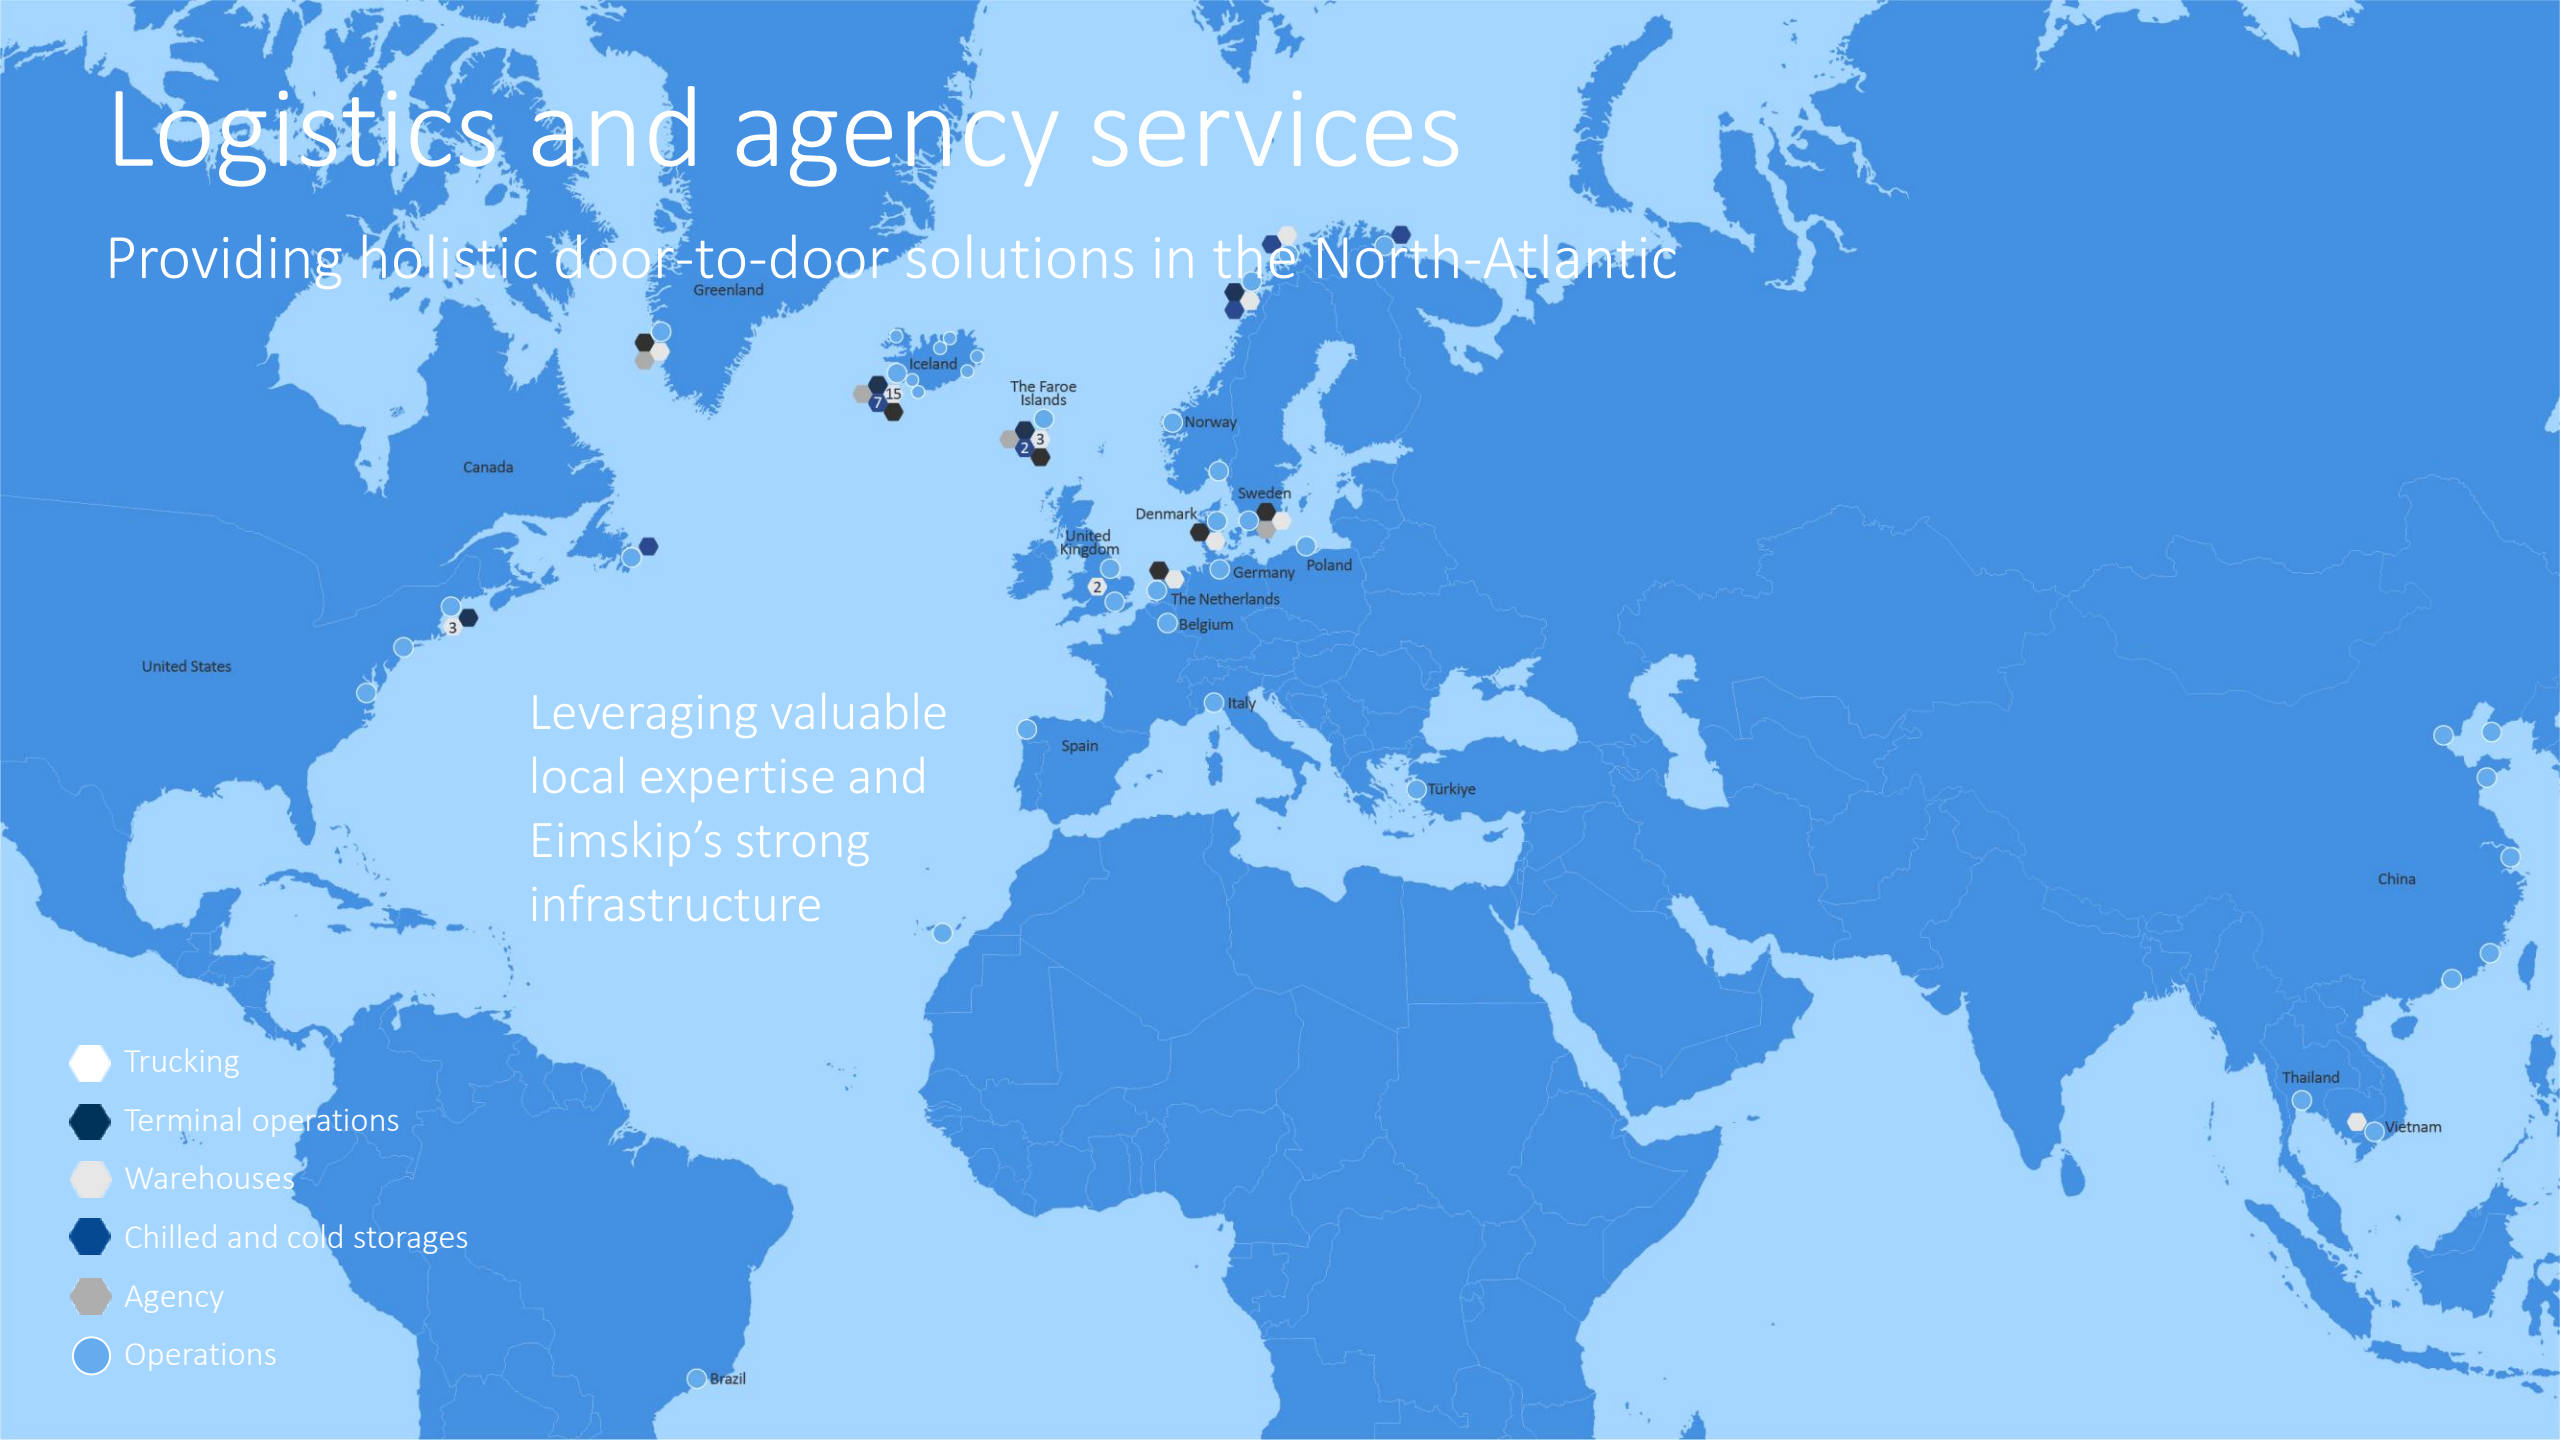 Logistics and agency services
Providing holistic door-to-door solutions in the North-Atlantic
Greenland
Iceland
15
7
The Faroe
Islands
3
2
Norway
Canada
Sweden
Denmark
United
Kingdom
2
Germany
Poland
The Netherlands
Belgium
3
United States
Leveraging valuable
local expertise and
Eimskip’s strong
infrastructure
Italy
Spain
Türkiye
China
Thailand
Vietnam
Trucking
Terminal operations
Warehouses
Chilled and cold storages
Agency
Operations
Brazil